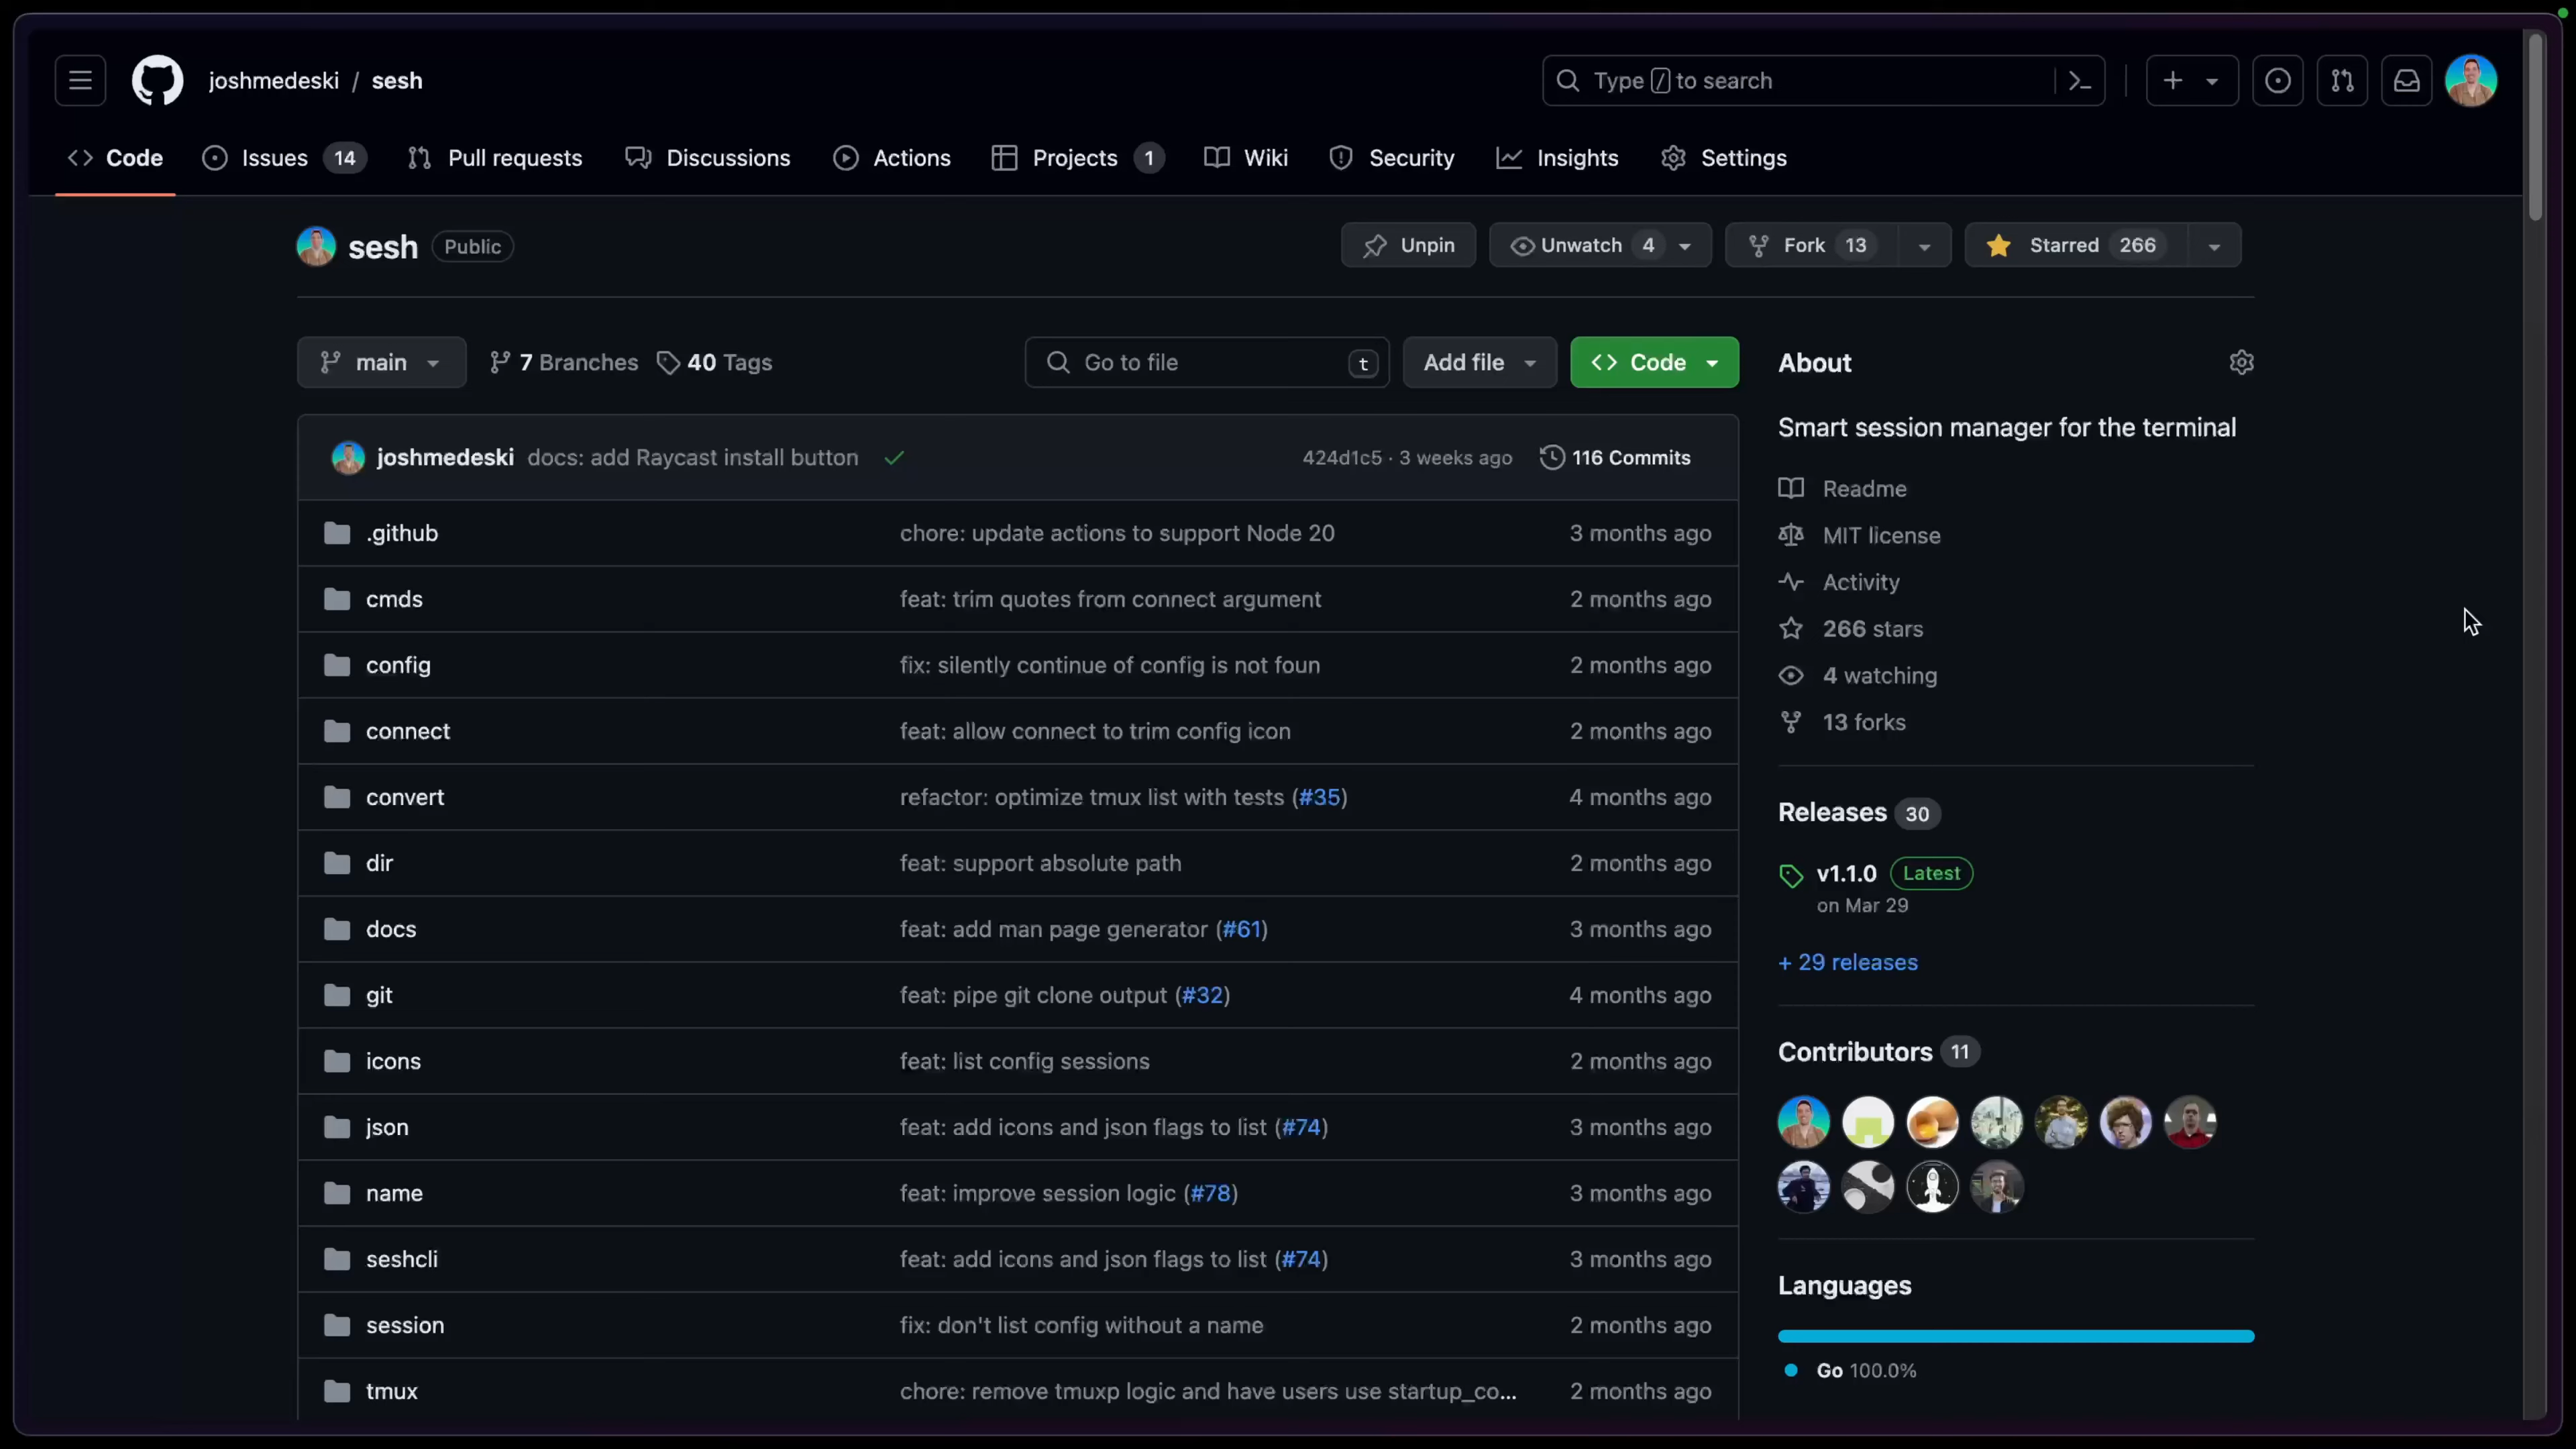 joshmedeski / sesh
Type / to search
Code Issues 14 Pull requests Discussions Actions Projects 1 Wiki Security Insights Settings
sesh Public
Unpin Unwatch 4 Fork 13 Starred 266
main 7 Branches 40 Tags
Go to file t Add file Code
joshmedeski docs: add Raycast install button 424d1c5 · 3 weeks ago 116 Commits
.github chore: update actions to support Node 20 3 months ago
cmds feat: trim quotes from connect argument 2 months ago
config fix: silently continue of config is not foun 2 months ago
connect feat: allow connect to trim config icon 2 months ago
convert refactor: optimize tmux list with tests (#35) 4 months ago
dir feat: support absolute path 2 months ago
docs feat: add man page generator (#61) 3 months ago
git feat: pipe git clone output (#32) 4 months ago
icons feat: list config sessions 2 months ago
json feat: add icons and json flags to list (#74) 3 months ago
name feat: improve session logic (#78) 3 months ago
seshcli feat: add icons and json flags to list (#74) 3 months ago
session fix: don't list config without a name 2 months ago
tmux chore: remove tmuxp logic and have users use startup_co... 2 months ago
About
Smart session manager for the terminal
Readme
MIT license
Activity
266 stars
4 watching
13 forks
Releases 30
v1.1.0 Latest
on Mar 29
+ 29 releases
Contributors 11
Languages
Go 100.0%